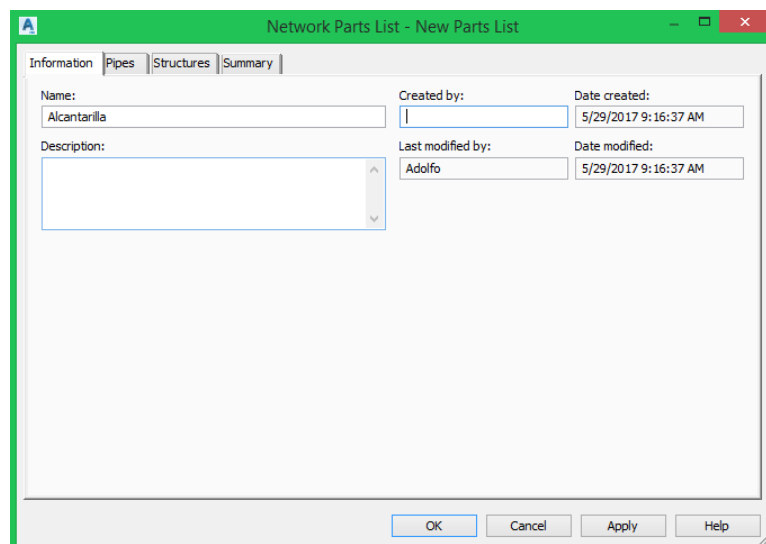 Network Parts List - New Parts List
Information Pipes Structures Summary
Name: Created by: Date created:
Alcantarilla 5/29/2017 9:16:37 AM
Description: Last modified by: Date modified:
Adolfo 5/29/2017 9:16:37 AM
OK Cancel Apply Help